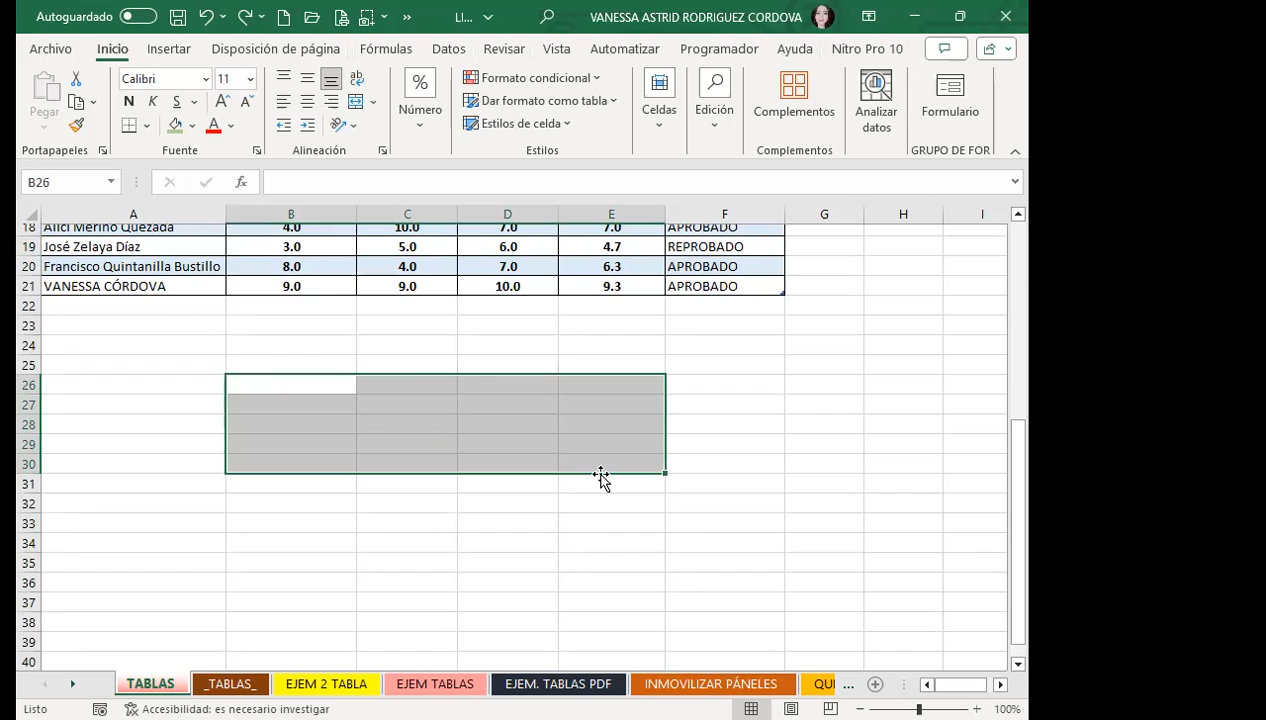 Autoguardado
LI...
VANESSA ASTRID RODRIGUEZ CORDOVA
Archivo Inicio Insertar Disposición de página Fórmulas Datos Revisar Vista Automatizar Programador Ayuda Nitro Pro 10
Pegar
Portapapeles
Calibri 11
N K S
Fuente
Alineación
%
Número
Formato condicional
Dar formato como tabla
Estilos de celda
Estilos
Celdas
Edición
Complementos
Complementos
Analizar
datos
Formulario
GRUPO DE FOR
B26
fx
A B C D E F G H I
18 Alici Merino Quezada 4.0 10.0 7.0 7.0 APROBADO
19 José Zelaya Díaz 3.0 5.0 6.0 4.7 REPROBADO
20 Francisco Quintanilla Bustillo 8.0 4.0 7.0 6.3 APROBADO
21 VANESSA CÓRDOVA 9.0 9.0 10.0 9.3 APROBADO
22
23
24
25
26
27
28
29
30
31
32
33
34
35
36
37
38
39
40
TABLAS _TABLAS_ EJEM 2 TABLA EJEM TABLAS EJEM. TABLAS PDF INMOVILIZAR PÁNELES QUI ...
Listo Accesibilidad: es necesario investigar 100%